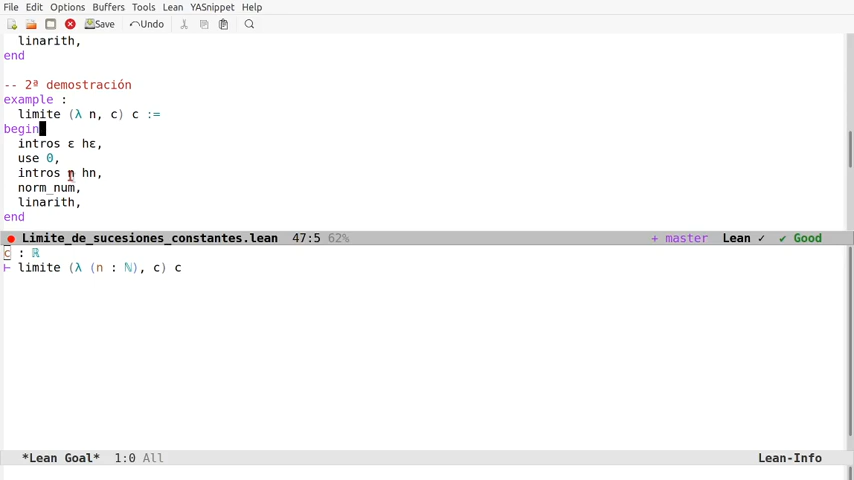 File Edit Options Buffers Tools Lean YASnippet Help
Save Undo
linarith,
end
-- 2ª demostración
example :
limite (λ n, c) c :=
begin
intros ε hε,
use 0,
intros n hn,
norm_num,
linarith,
end
Limite_de_sucesiones_constantes.lean 47:5 62% + master Lean ✓ ✔ Good
c : ℝ
⊢ limite (λ (n : ℕ), c) c
*Lean Goal* 1:0 All Lean-Info